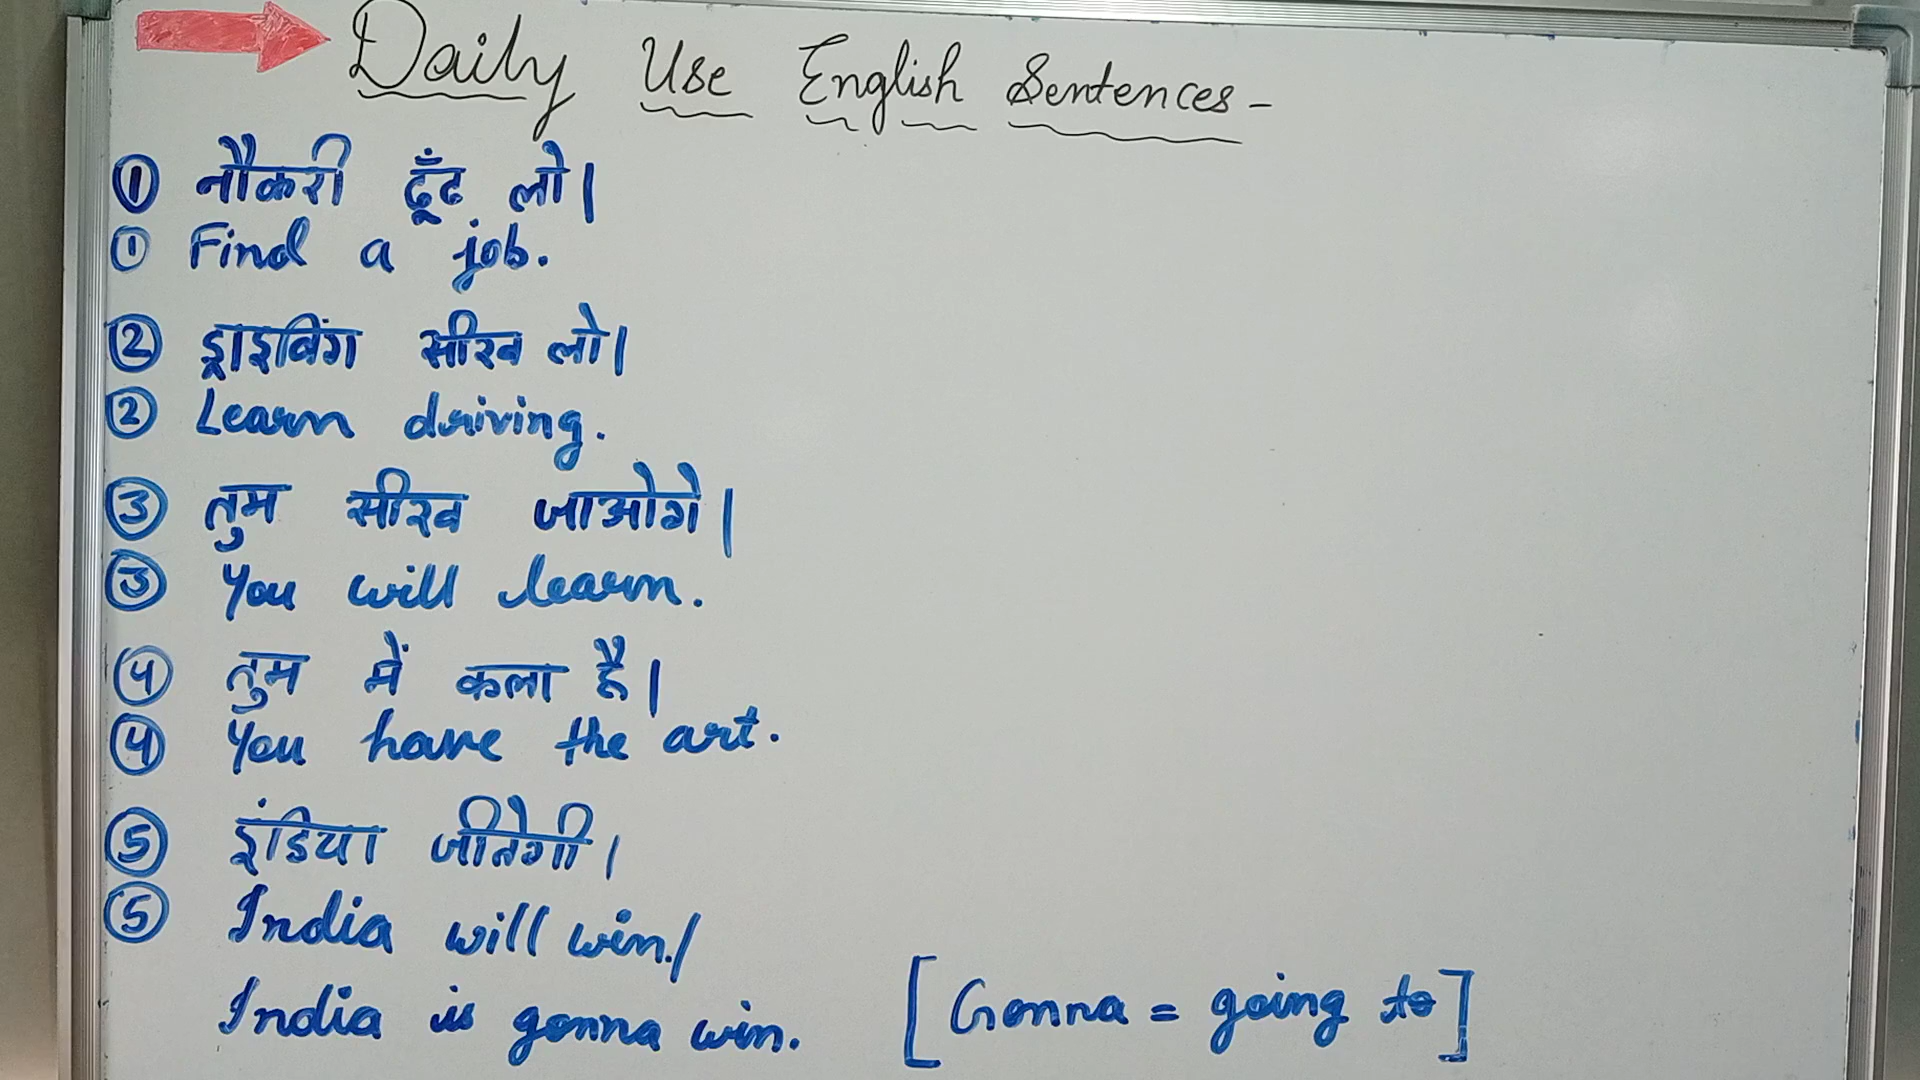 Daily Use English Sentences-
① नौकरी ढूँढ लो।
① Find a job.
② ड्राइविंग सीख लो।
② Learn driving.
③ तुम सीख जाओगे।
③ You will learn.
④ तुम में कला है।
④ You have the art.
⑤ इंडिया जीतेगी।
⑤ India will win./
India is gonna win. [Gonna = going to]